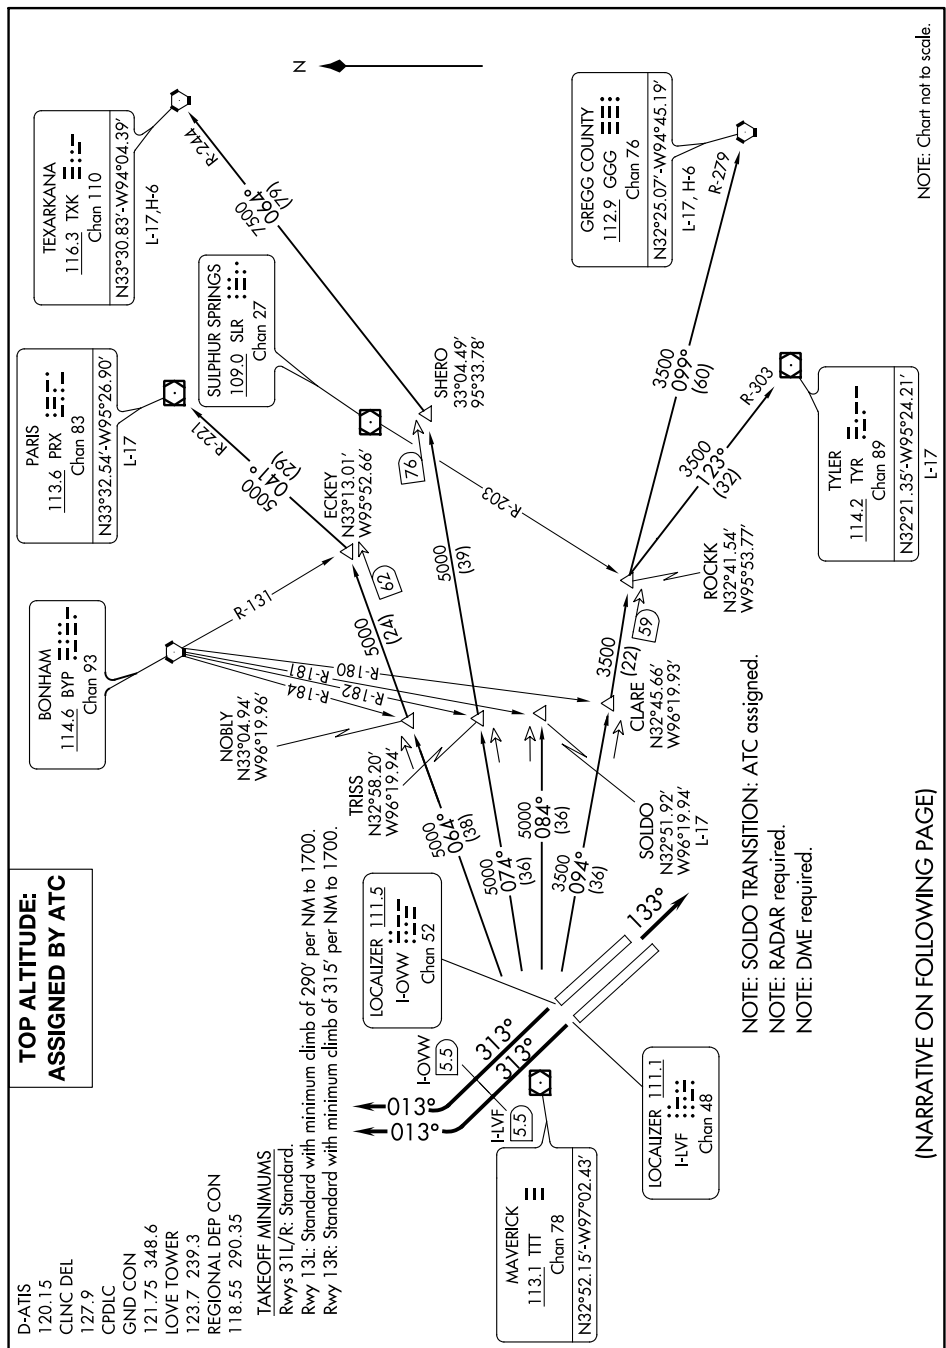 D-ATIS
120.15
CLNC DEL
127.9
CPDLC
GND CON
121.75 348.6
LOVE TOWER
123.7 239.3
REGIONAL DEP CON
118.55 290.35
TOP ALTITUDE:
ASSIGNED BY ATC
TAKEOFF MINIMUMS
Rwys 31L/R: Standard.
Rwy 13L: Standard with minimum climb of 290' per NM to 1700.
Rwy 13R: Standard with minimum climb of 315' per NM to 1700.
BONHAM
114.6 BYP
Chan 93
PARIS
113.6 PRX
Chan 83
N33°32.54'-W95°26.90'
L-17
TEXARKANA
116.3 TXK
Chan 110
N33°30.83'-W94°04.39'
L-17,H-6
SULPHUR SPRINGS
109.0 SLR
Chan 27
N
R-244
7500
064°
(79)
R-221
5000
041°
(29)
ECKEY
N33°13.01'
W95°52.66'
SHERO
33°04.49'
95°33.78'
R-131
62
5000
(24)
76
5000
(39)
R-203
R-184
R-181
R-182
R-180
NOBLY
N33°04.94'
W96°19.96'
TRISS
N32°58.20'
W96°19.94'
5000
064°
(38)
5000
074°
(36)
5000
084°
(36)
3500
094°
(36)
SOLDO
N32°51.92'
W96°19.94'
L-17
CLARE
N32°45.66'
W96°19.93'
3500
(22)
59
ROCKK
N32°41.54'
W95°53.77'
3500
099°
(60)
R-279
GREGG COUNTY
112.9 GGG
Chan 76
N32°25.07'-W94°45.19'
L-17, H-6
3500
123°
(32)
R-303
TYLER
114.2 TYR
Chan 89
N32°21.35'-W95°24.21'
L-17
LOCALIZER 111.5
I-OVW
Chan 52
I-OVW
5.5
I-LVF
5.5
013°
013°
313°
313°
133°
MAVERICK
113.1 TTT
Chan 78
N32°52.15'-W97°02.43'
LOCALIZER 111.1
I-LVF
Chan 48
NOTE: SOLDO TRANSITION: ATC assigned.
NOTE: RADAR required.
NOTE: DME required.
(NARRATIVE ON FOLLOWING PAGE)
NOTE: Chart not to scale.